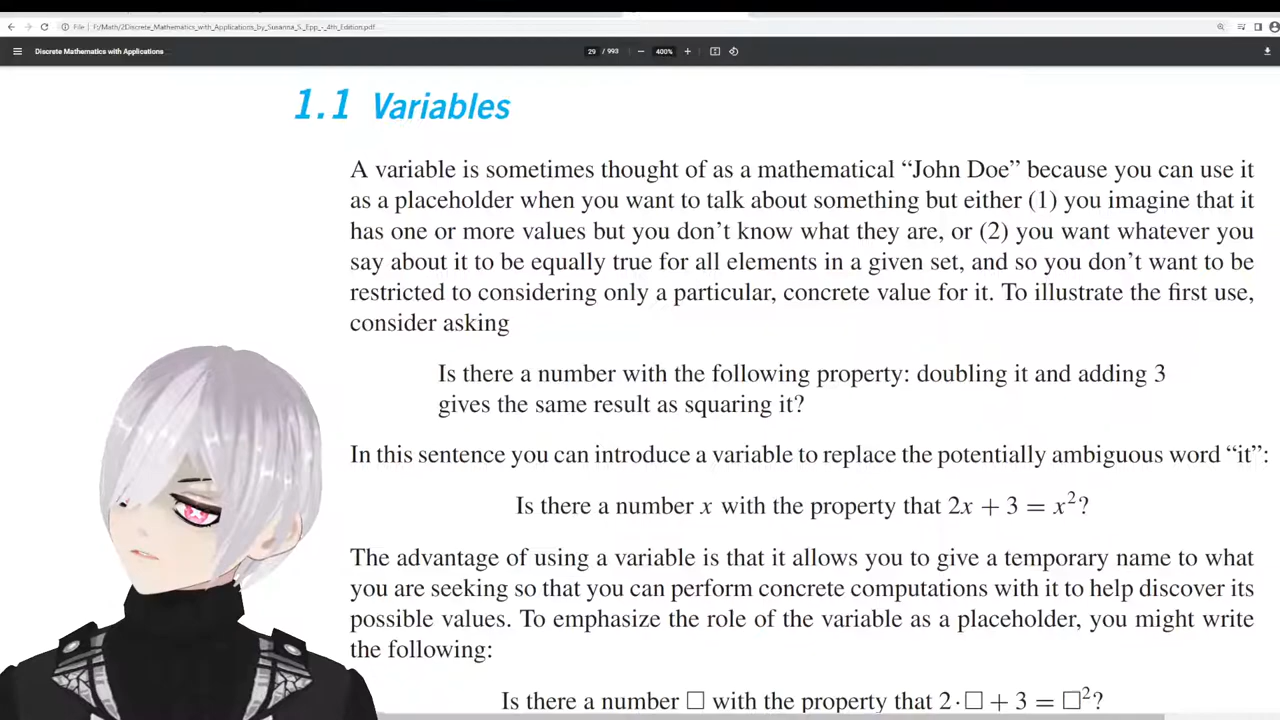 File | F:/Math/2Discrete_Mathematics_with_Applications_by_Susanna_S._Epp_-_4th_Edition.pdf
Discrete Mathematics with Applications
29 / 993
400%
1.1 Variables
A variable is sometimes thought of as a mathematical “John Doe” because you can use it
as a placeholder when you want to talk about something but either (1) you imagine that it
has one or more values but you don’t know what they are, or (2) you want whatever you
say about it to be equally true for all elements in a given set, and so you don’t want to be
restricted to considering only a particular, concrete value for it. To illustrate the first use,
consider asking
Is there a number with the following property: doubling it and adding 3
gives the same result as squaring it?
In this sentence you can introduce a variable to replace the potentially ambiguous word “it”:
Is there a number x with the property that 2x + 3 = x²?
The advantage of using a variable is that it allows you to give a temporary name to what
you are seeking so that you can perform concrete computations with it to help discover its
possible values. To emphasize the role of the variable as a placeholder, you might write
the following:
Is there a number □ with the property that 2·□ + 3 = □²?